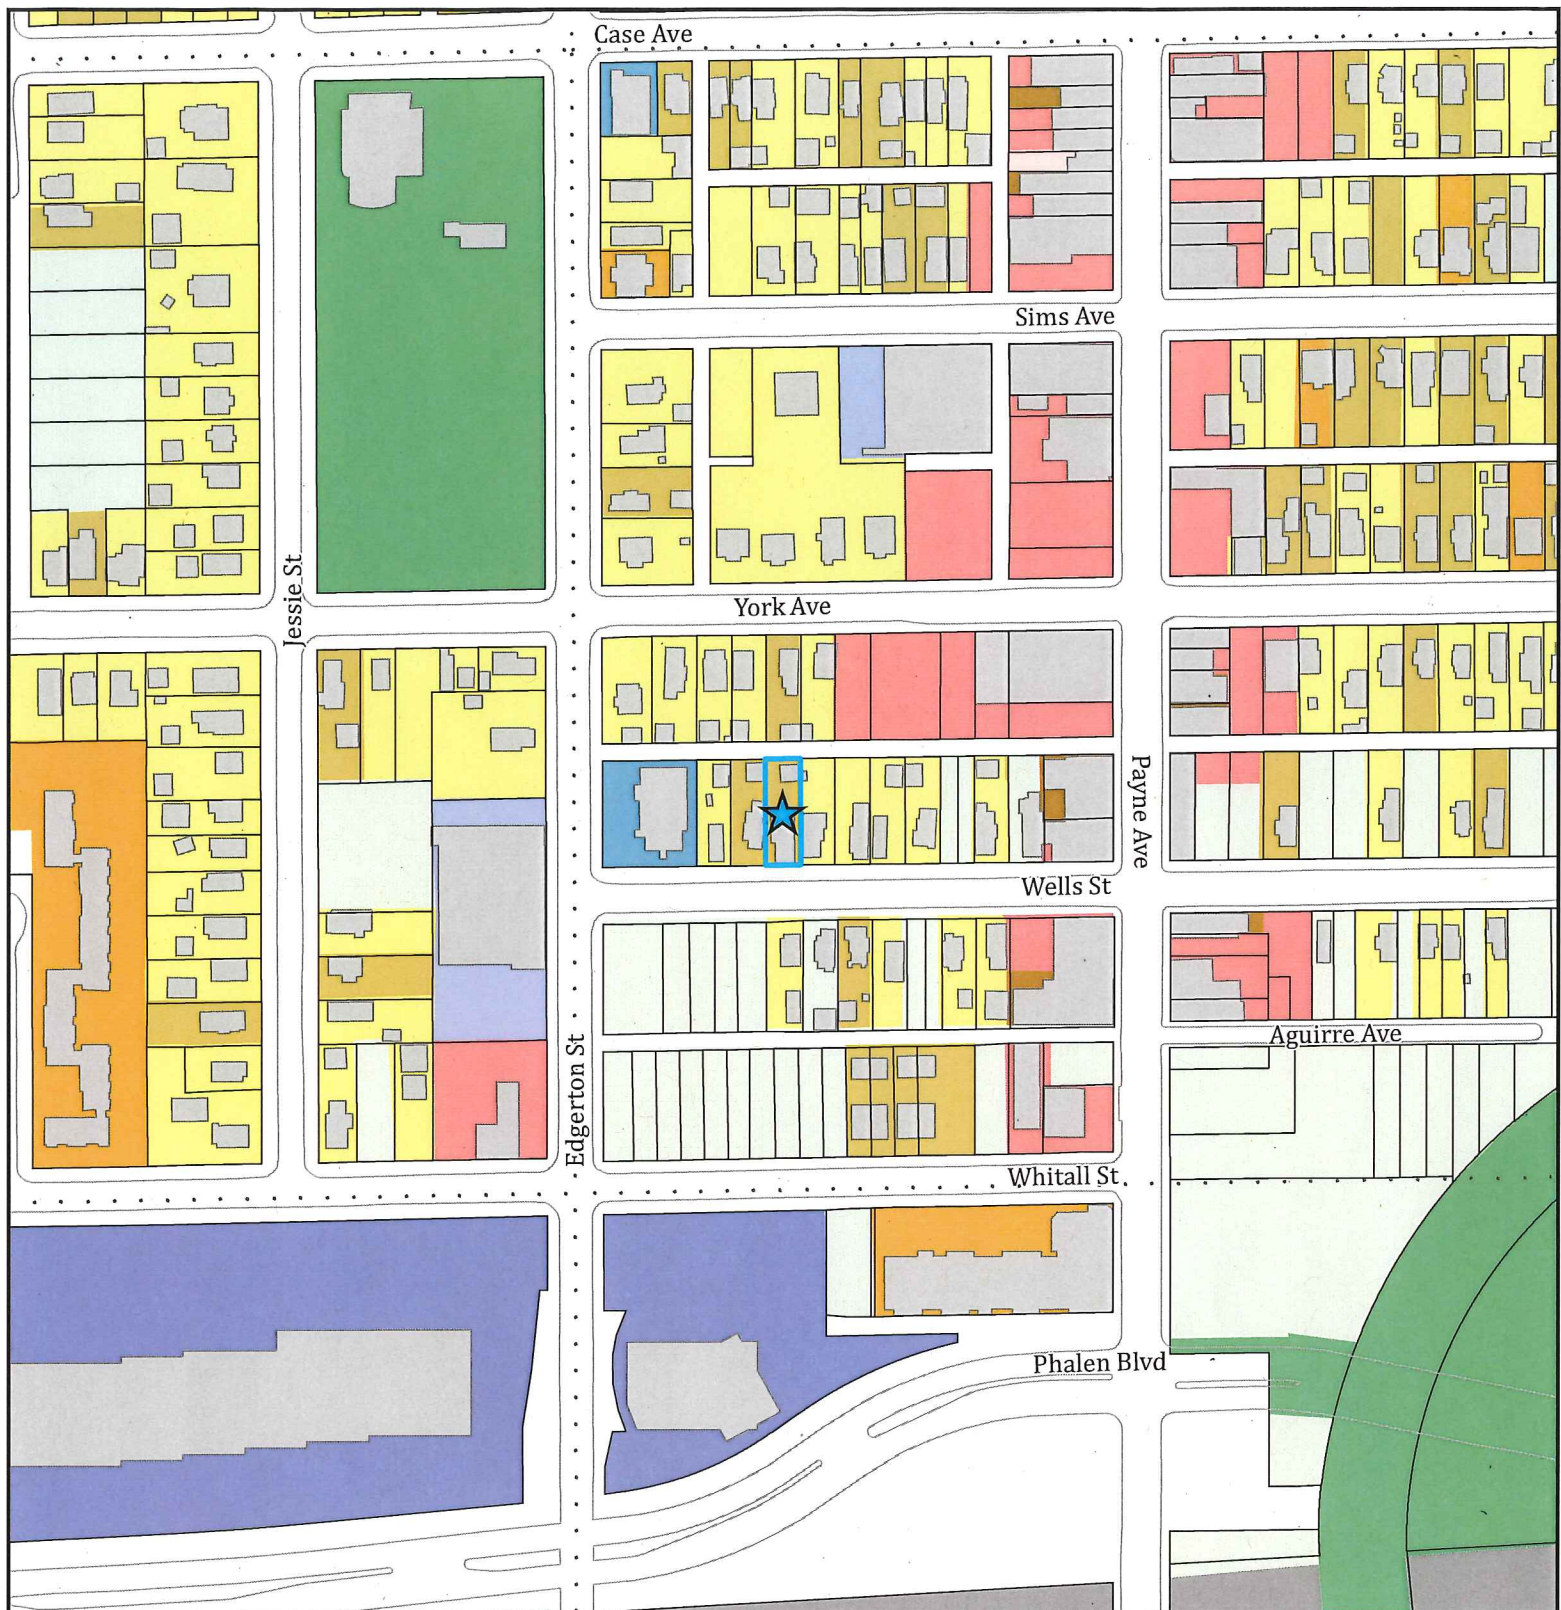 Case Ave
Sims Ave
Jessie St
York Ave
Payne Ave
Wells St
Aguirre Ave
Edgerton St
Whitall St
Phalen Blvd